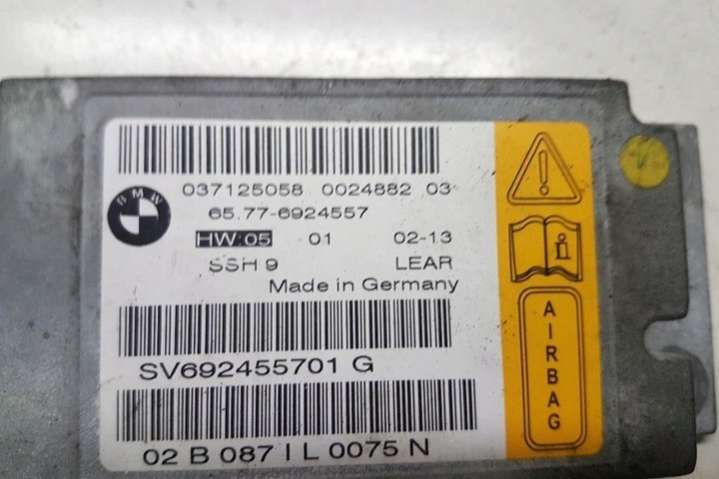 037125058 0024882 03
BMW
65.77-6924557
HW:05 01 02-13
SSH 9 LEAR
Made in Germany
SV692455701 G
02 B 087 I L 0075 N
AIRBAG